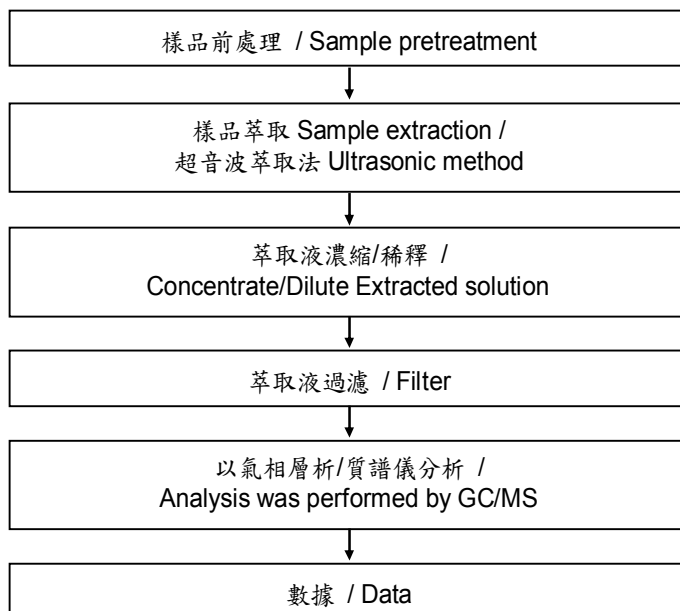 樣品前處理 / Sample pretreatment
樣品萃取 Sample extraction /
超音波萃取法 Ultrasonic method
萃取液濃縮/稀釋 /
Concentrate/Dilute Extracted solution
萃取液過濾 / Filter
以氣相層析/質譜儀分析 /
Analysis was performed by GC/MS
數據 / Data